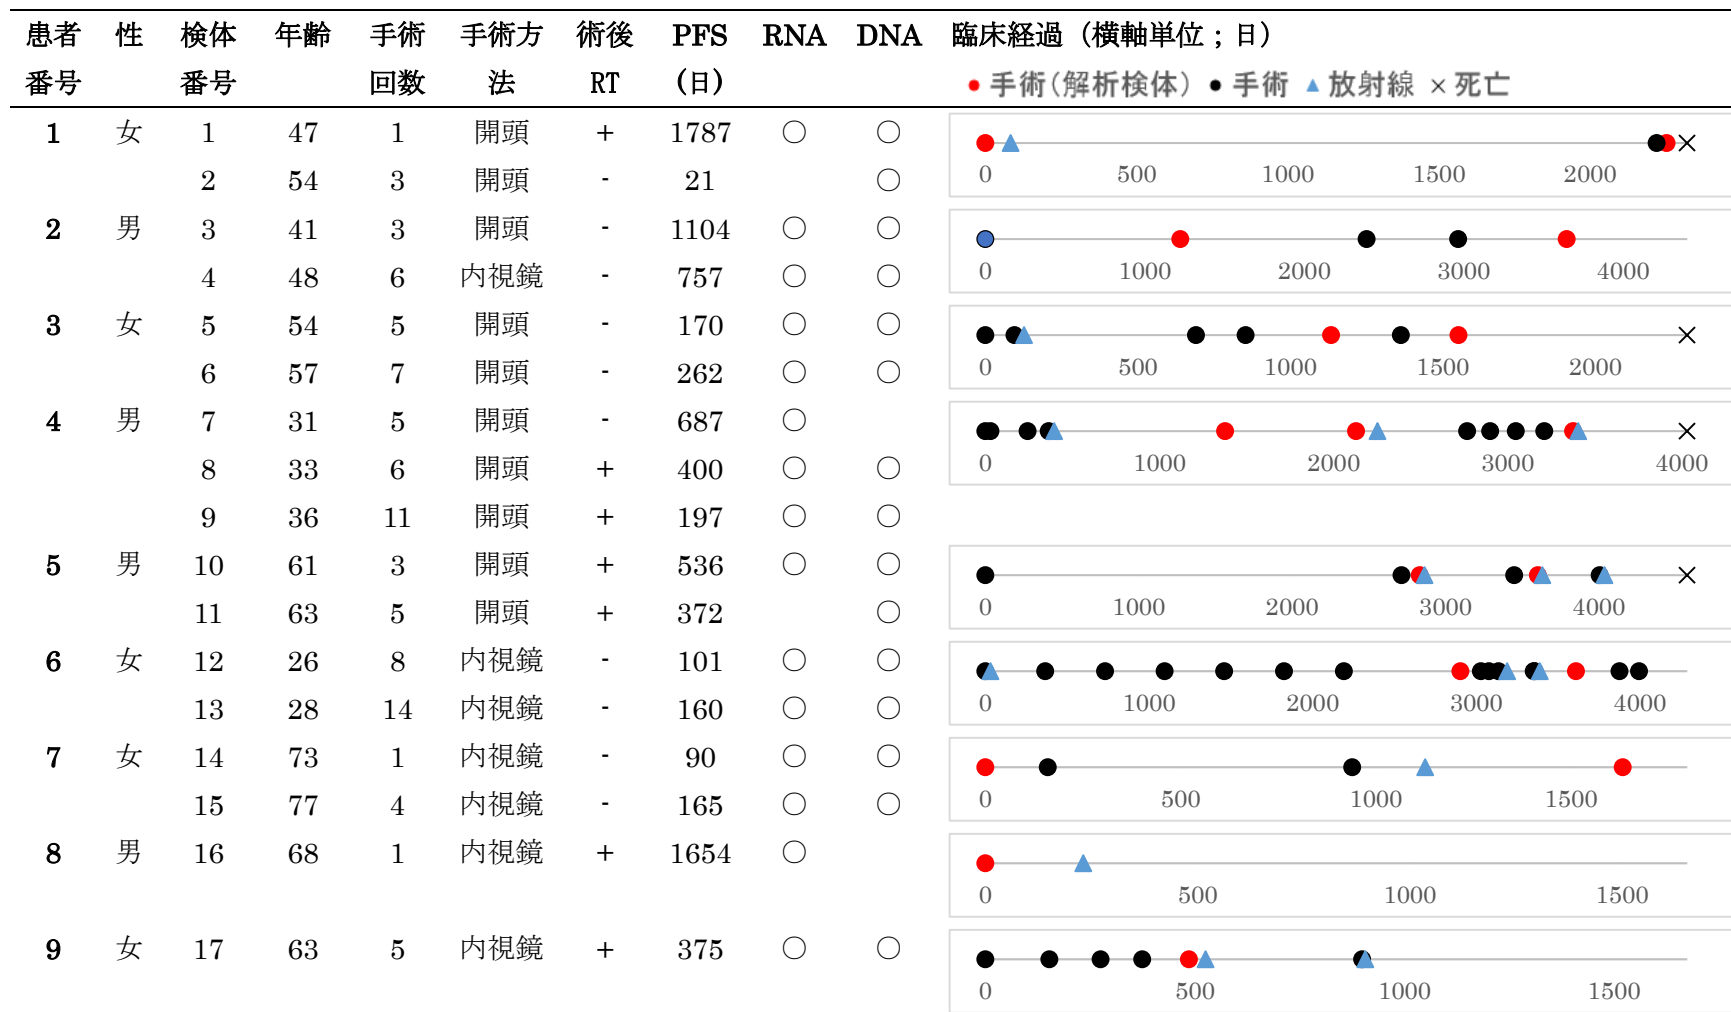 患者 性 検体 年齢 手術 手術方 術後 PFS RNA DNA 臨床経過（横軸単位；日）
番号 番号 回数 法 RT (日) ● 手術(解析検体) ● 手術 ▲ 放射線 × 死亡
1 女 1 47 1 開頭 + 1787 ○ ○
0 500 1000 1500 2000
2 54 3 開頭 - 21 ○
2 男 3 41 3 開頭 - 1104 ○ ○
4 48 6 内視鏡 - 757 ○ ○
0 1000 2000 3000 4000
3 女 5 54 5 開頭 - 170 ○ ○
6 57 7 開頭 - 262 ○ ○
0 500 1000 1500 2000
4 男 7 31 5 開頭 - 687 ○
8 33 6 開頭 + 400 ○ ○
0 1000 2000 3000 4000
9 36 11 開頭 + 197 ○ ○
5 男 10 61 3 開頭 + 536 ○ ○
11 63 5 開頭 + 372 ○
0 1000 2000 3000 4000
6 女 12 26 8 内視鏡 - 101 ○ ○
13 28 14 内視鏡 - 160 ○ ○
0 1000 2000 3000 4000
7 女 14 73 1 内視鏡 - 90 ○ ○
15 77 4 内視鏡 - 165 ○ ○
0 500 1000 1500
8 男 16 68 1 内視鏡 + 1654 ○
0 500 1000 1500
9 女 17 63 5 内視鏡 + 375 ○ ○
0 500 1000 1500